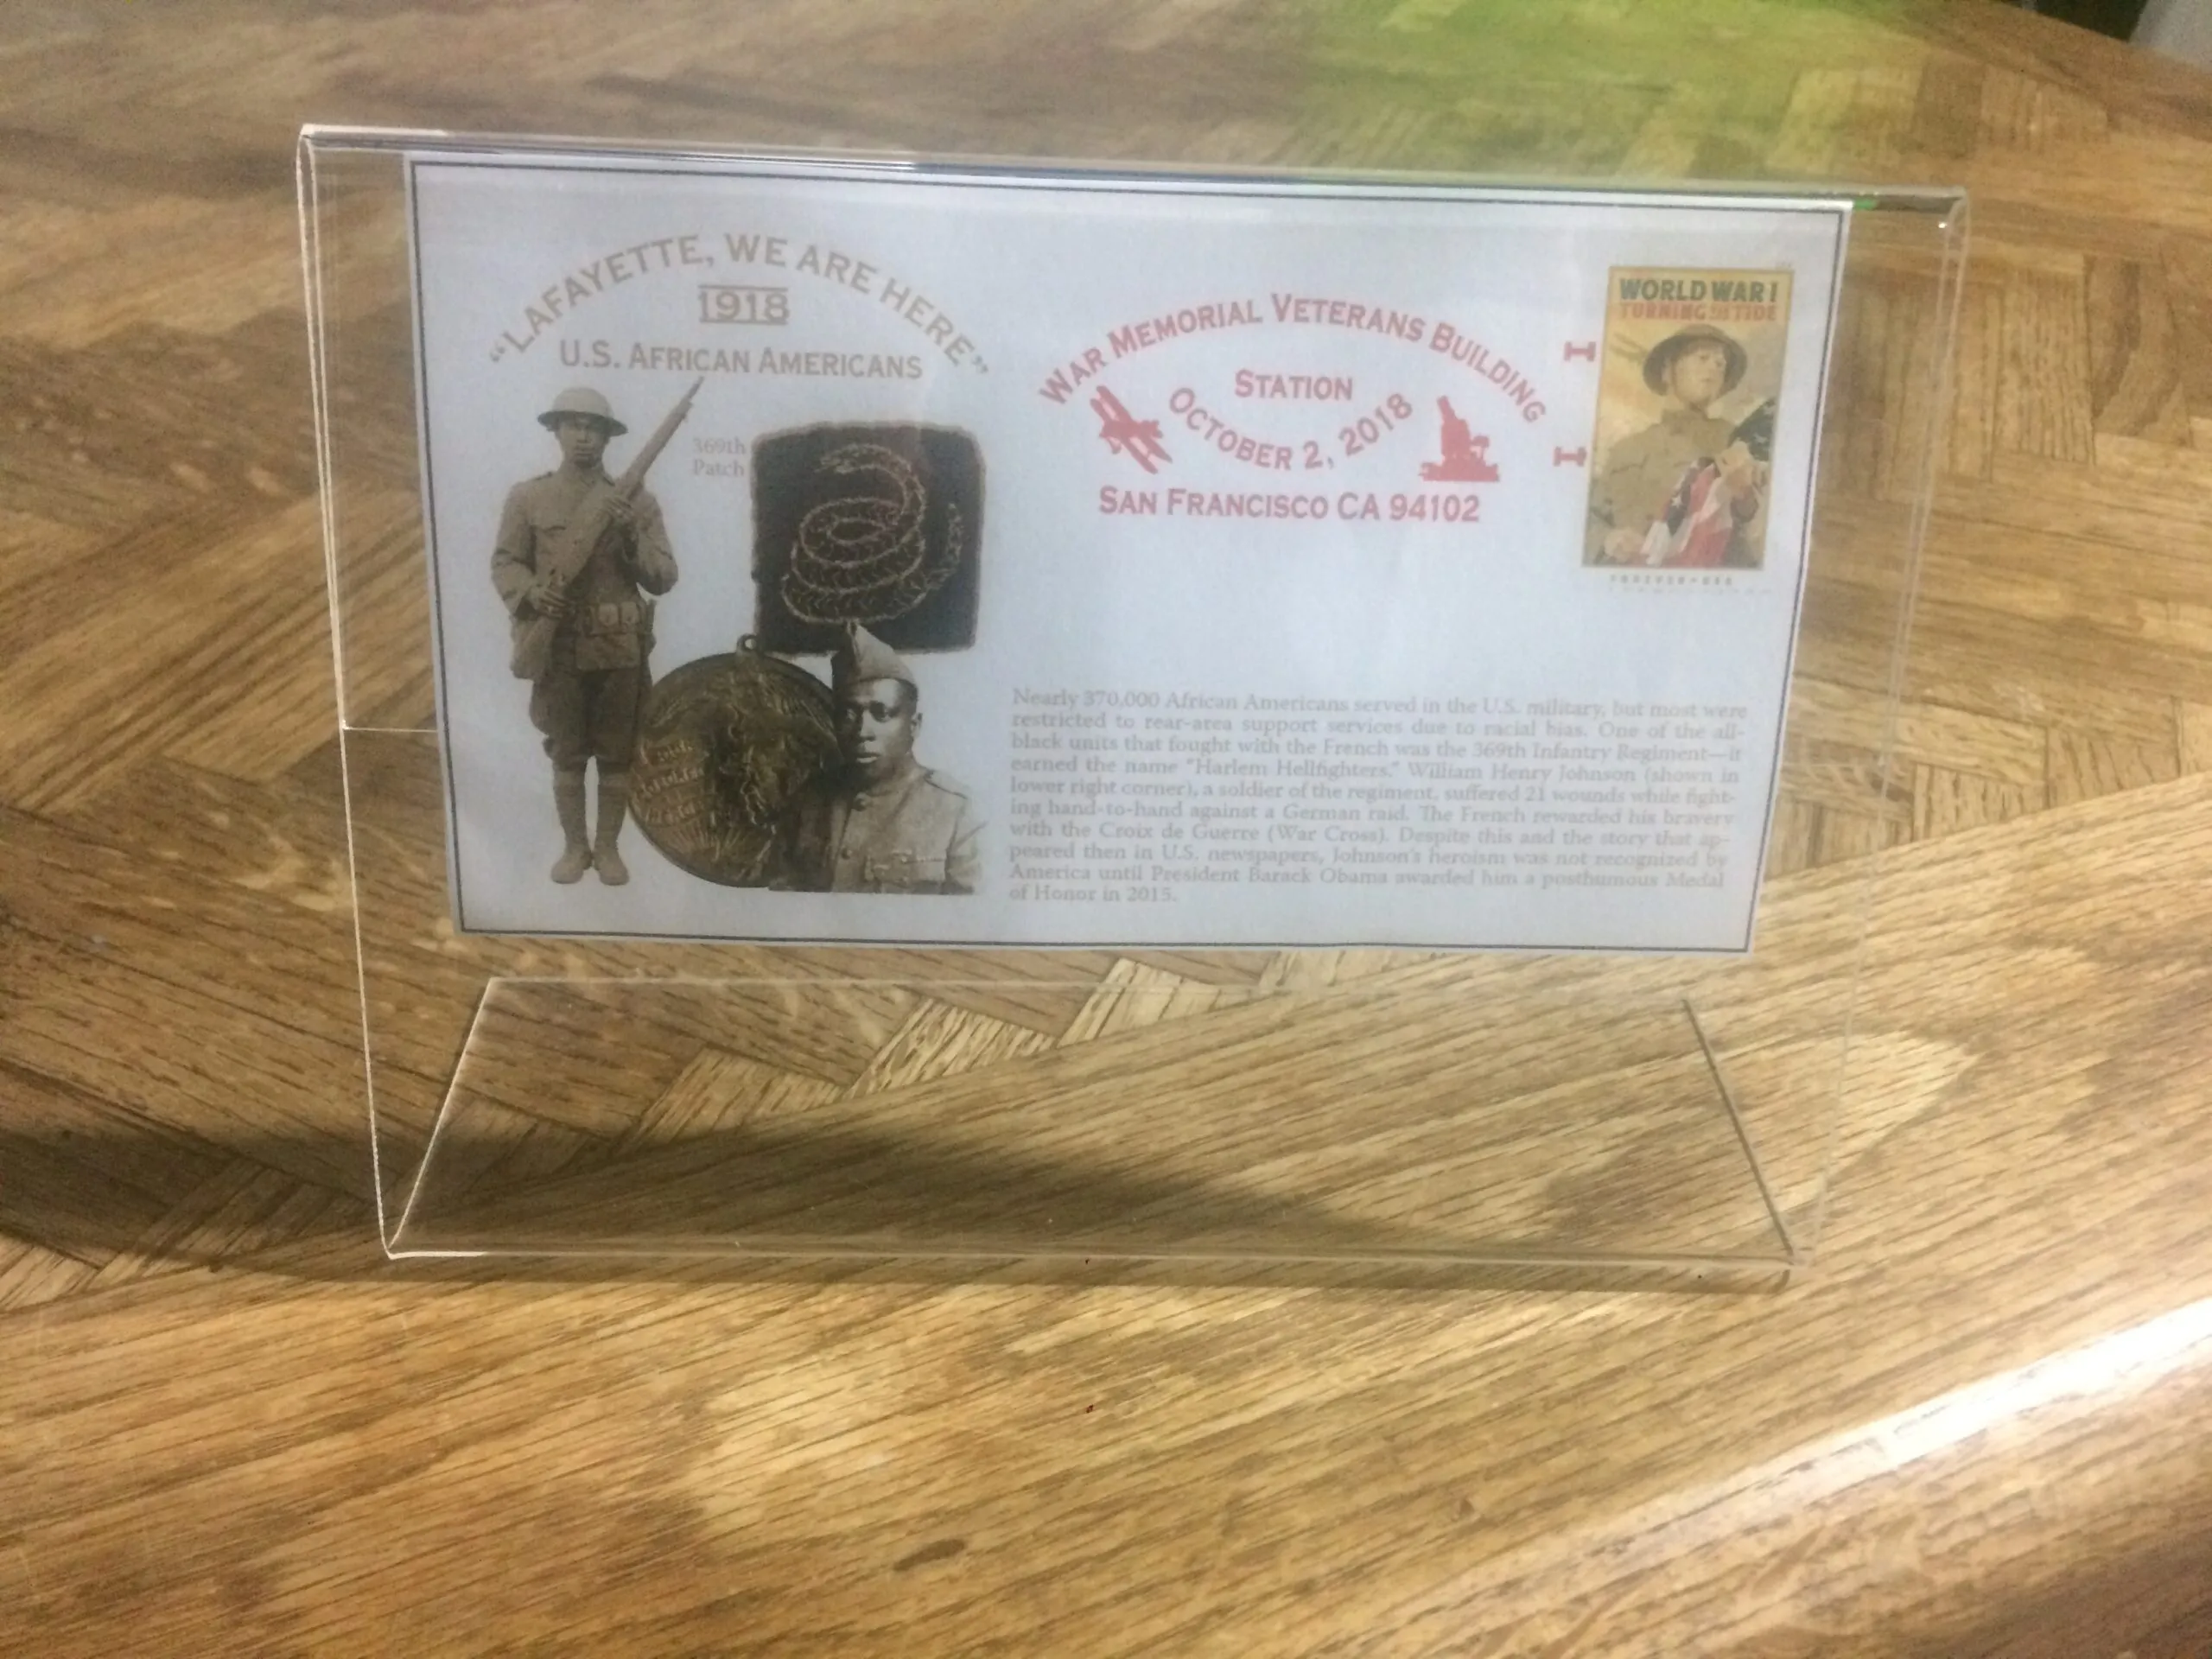 “LAFAYETTE, WE ARE HERE”
1918
U.S. AFRICAN AMERICANS
369th
Patch
WAR MEMORIAL VETERANS BUILDING
STATION
OCTOBER 2, 2018
SAN FRANCISCO CA 94102
WORLD WAR I
TURNING THE TIDE
FOREVER • USA
Nearly 370,000 African Americans served in the U.S. military, but most were
restricted to rear-area support services due to racial bias. One of the all-
black units that fought with the French was the 369th Infantry Regiment—it
earned the name “Harlem Hellfighters.” William Henry Johnson (shown in
lower right corner), a soldier of the regiment, suffered 21 wounds while fight-
ing hand-to-hand against a German raid. The French rewarded his bravery
with the Croix de Guerre (War Cross). Despite this and the story that ap-
peared then in U.S. newspapers, Johnson’s heroism was not recognized by
America until President Barack Obama awarded him a posthumous Medal
of Honor in 2015.